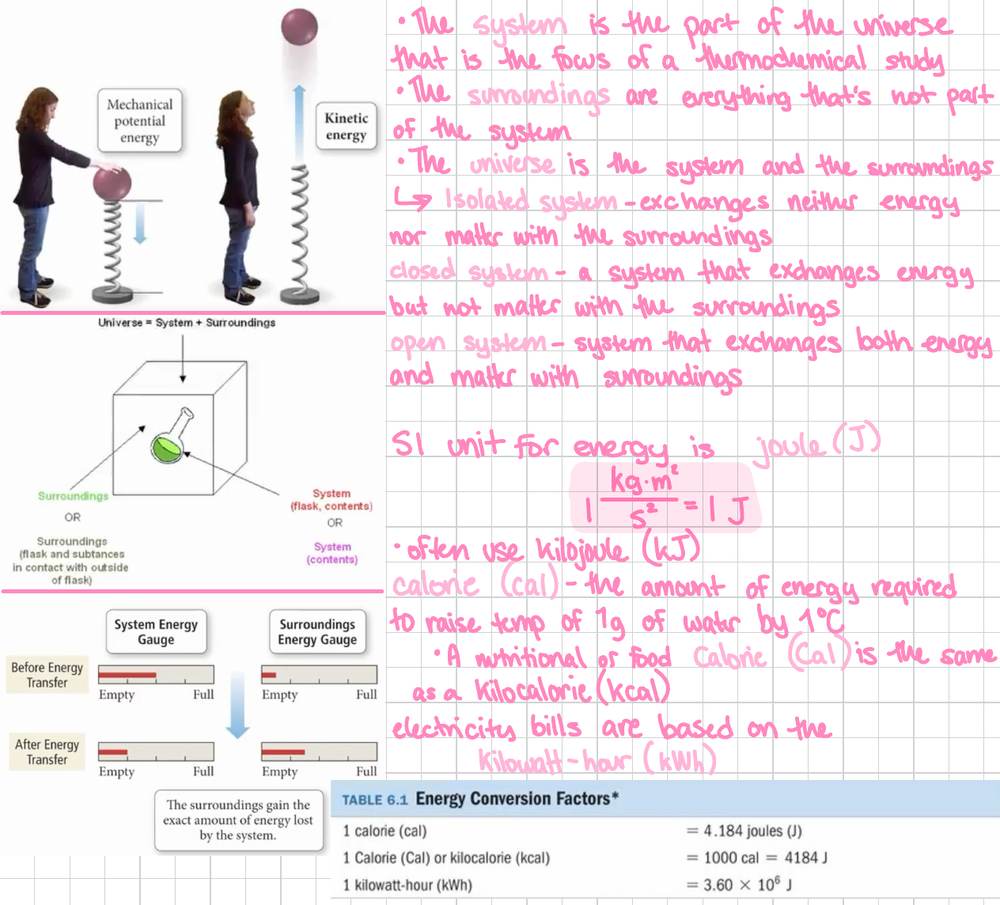 Mechanical
potential
energy
Kinetic
energy
Universe = System + Surroundings
Surroundings
OR
Surroundings
(flask and subtances
in contact with outside
of flask)
System
(flask, contents)
OR
System
(contents)
System Energy
Gauge
Surroundings
Energy Gauge
Before Energy
Transfer
Empty Full
Empty Full
After Energy
Transfer
Empty Full
Empty Full
The surroundings gain the
exact amount of energy lost
by the system.
• The system is the part of the universe
that is the focus of a thermochemical study
• The surroundings are everything that's not part
of the system
• The universe is the system and the surroundings
↳ Isolated system - exchanges neither energy
nor matter with the surroundings
closed system - a system that exchanges energy
but not matter with the surroundings
open system - system that exchanges both energy
and matter with surroundings
SI unit for energy is joule (J)
1 kg·m²/s² = 1 J
• often use kilojoule (kJ)
calorie (cal) - the amount of energy required
to raise temp of 1g of water by 1°C
• A nutritional or food Calorie (Cal) is the same
as a kilocalorie (kcal)
electricity bills are based on the
kilowatt-hour (kWh)
TABLE 6.1 Energy Conversion Factors*
1 calorie (cal) = 4.184 joules (J)
1 Calorie (Cal) or kilocalorie (kcal) = 1000 cal = 4184 J
1 kilowatt-hour (kWh) = 3.60 × 10⁶ J